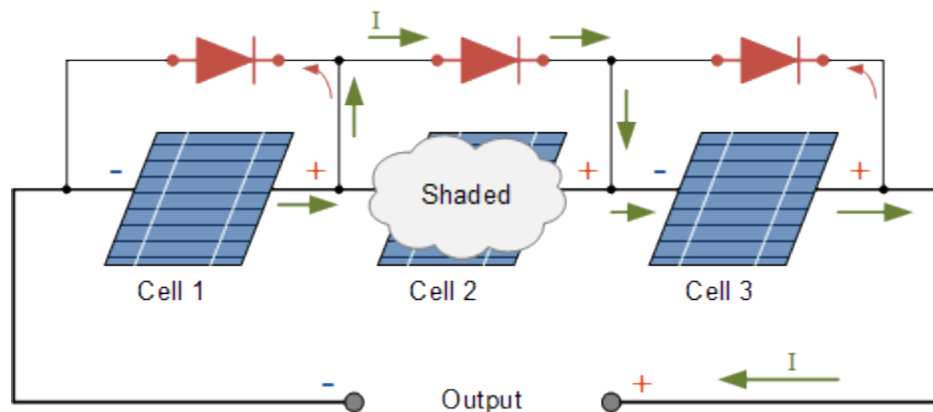 I
- + Shaded + - +
Cell 1 Cell 2 Cell 3
I
- Output +